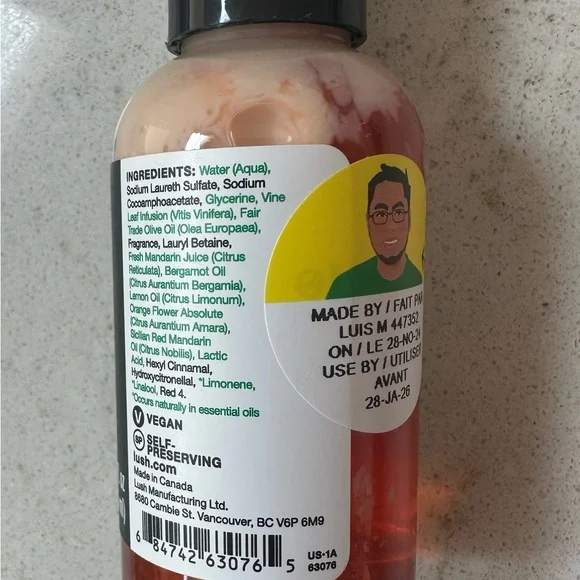 INGREDIENTS: Water (Aqua),
Sodium Laureth Sulfate, Sodium
Cocoamphoacetate, Glycerine, Vine
Leaf Infusion (Vitis Vinifera), Fair
Trade Olive Oil (Olea Europaea),
Fragrance, Lauryl Betaine,
Fresh Mandarin Juice (Citrus
Reticulata), Bergamot Oil
(Citrus Aurantium Bergamia),
Lemon Oil (Citrus Limonum),
Orange Flower Absolute
(Citrus Aurantium Amara),
Sicilian Red Mandarin
Oil (Citrus Nobilis), Lactic
Acid, Hexyl Cinnamal,
Hydroxycitronellal, *Limonene,
*Linalool, Red 4.
*Occurs naturally in essential oils
V VEGAN
SP SELF-
PRESERVING
lush.com
Made in Canada
Lush Manufacturing Ltd.
8680 Cambie St. Vancouver, BC V6P 6M9
6 84742 63076 5
US-1A
63076
MADE BY / FAIT PAR
LUIS M 447352
ON / LE 28-NO-24
USE BY / UTILISER
AVANT
28-JA-26